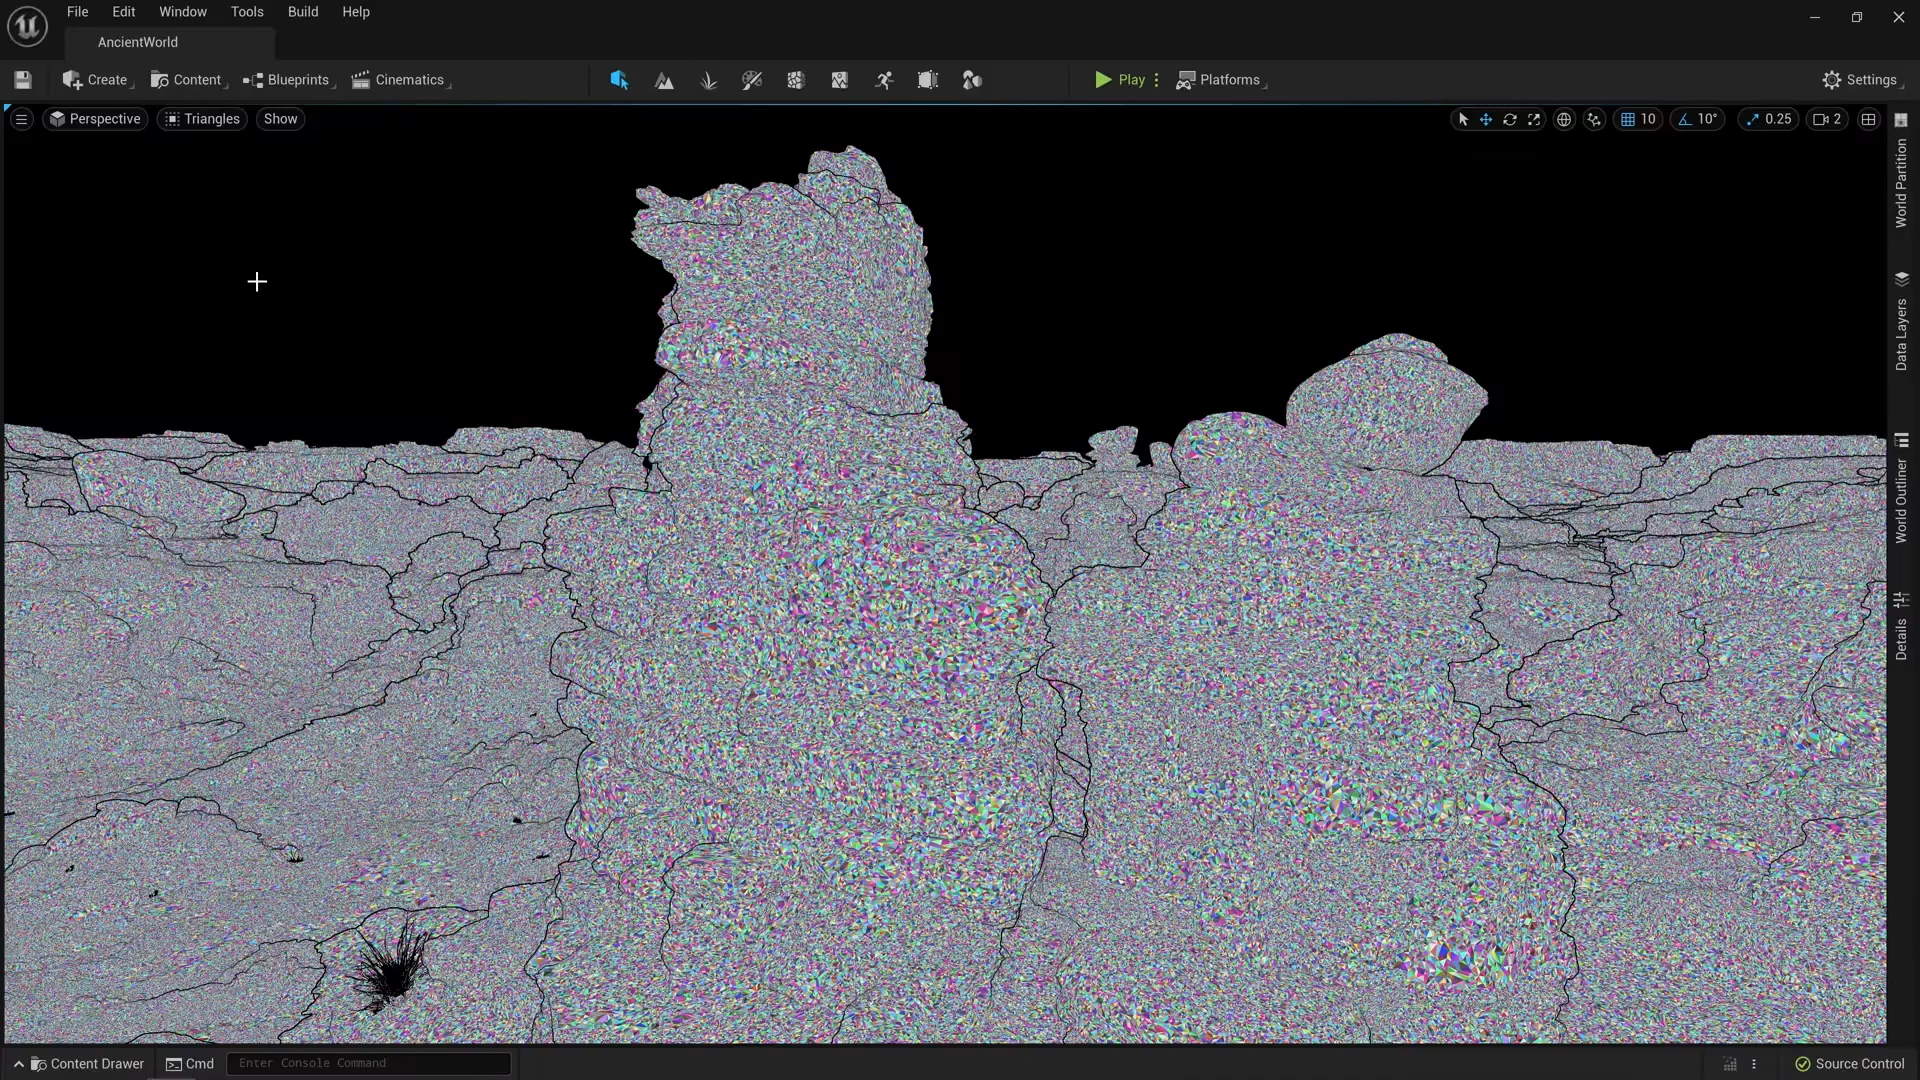 File Edit Window Tools Build Help
AncientWorld
Create Content Blueprints Cinematics Play Platforms Settings
Perspective Triangles Show 10 10° 0.25 2
World Partition
Data Layers
World Outliner
Details
Content Drawer Cmd Enter Console Command Source Control